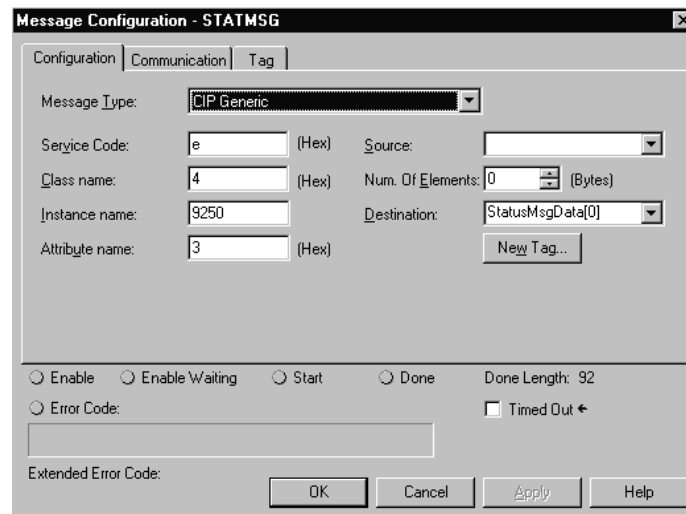 Message Configuration - STATMSG
Configuration Communication Tag
Message Type: CIP Generic
Service Code: e (Hex) Source:
Class name: 4 (Hex) Num. Of Elements: 0 (Bytes)
Instance name: 9250 Destination: StatusMsgData[0]
Attribute name: 3 (Hex) New Tag...
Enable Enable Waiting Start Done Done Length: 92
Error Code: Timed Out
Extended Error Code:
OK Cancel Apply Help